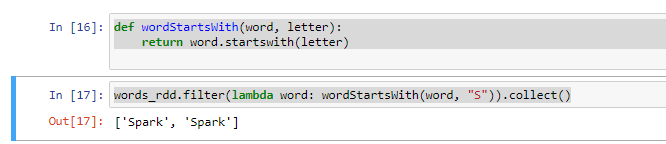 In [16]: def wordStartsWith(word, letter):
    return word.startswith(letter)
In [17]: words_rdd.filter(lambda word: wordStartsWith(word, "S")).collect()
Out[17]: ['Spark', 'Spark']